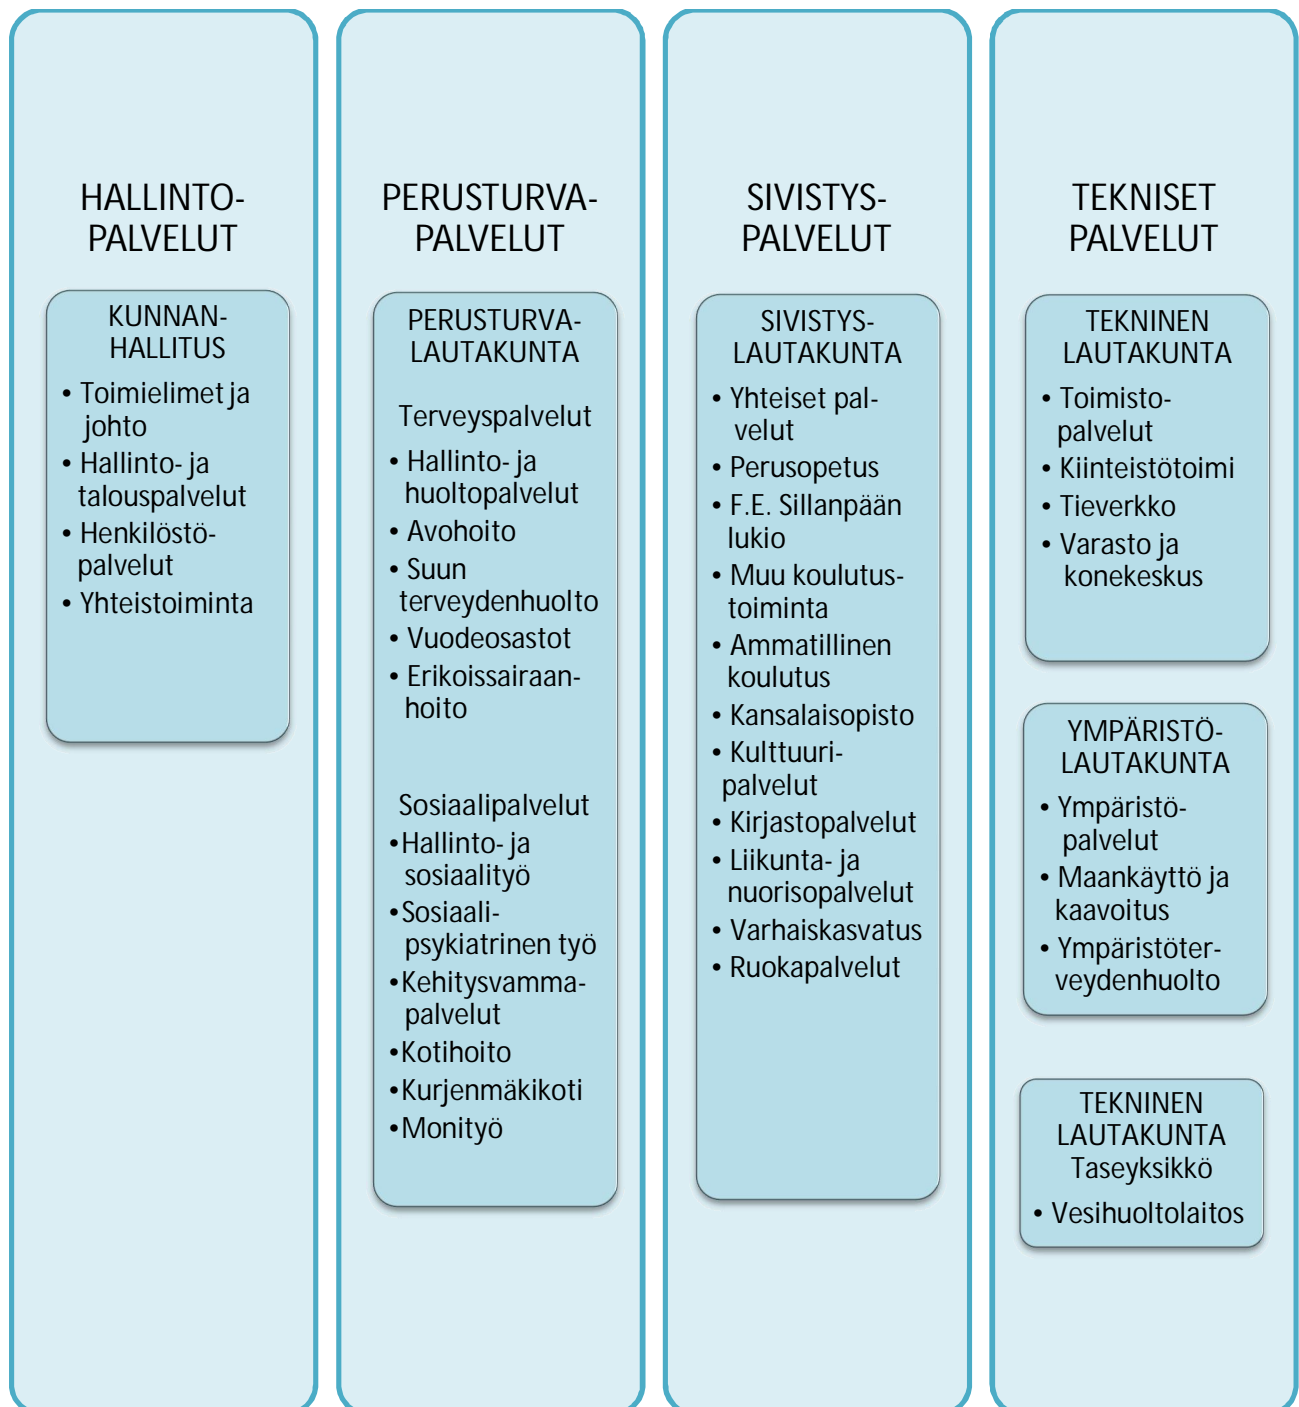 HALLINTO-
PALVELUT
KUNNAN-
HALLITUS
• Toimielimet ja
johto
• Hallinto- ja
talouspalvelut
• Henkilöstö-
palvelut
• Yhteistoiminta
PERUSTURVA-
PALVELUT
PERUSTURVA-
LAUTAKUNTA
Terveyspalvelut
• Hallinto- ja
huoltopalvelut
• Avohoito
• Suun
terveydenhuolto
• Vuodeosastot
• Erikoissairaan-
hoito
Sosiaalipalvelut
•Hallinto- ja
sosiaalityö
•Sosiaali-
psykiatrinen työ
•Kehitysvamma-
palvelut
•Kotihoito
•Kurjenmäkikoti
•Monityö
SIVISTYS-
PALVELUT
SIVISTYS-
LAUTAKUNTA
• Yhteiset pal-
velut
• Perusopetus
• F.E. Sillanpään
lukio
• Muu koulutus-
toiminta
• Ammatillinen
koulutus
• Kansalaisopisto
• Kulttuuri-
palvelut
• Kirjastopalvelut
• Liikunta- ja
nuorisopalvelut
• Varhaiskasvatus
• Ruokapalvelut
TEKNISET
PALVELUT
TEKNINEN
LAUTAKUNTA
• Toimisto-
palvelut
• Kiinteistötoimi
• Tieverkko
• Varasto ja
konekeskus
YMPÄRISTÖ-
LAUTAKUNTA
• Ympäristö-
palvelut
• Maankäyttö ja
kaavoitus
• Ympäristöter-
veydenhuolto
TEKNINEN
LAUTAKUNTA
Taseyksikkö
• Vesihuoltolaitos